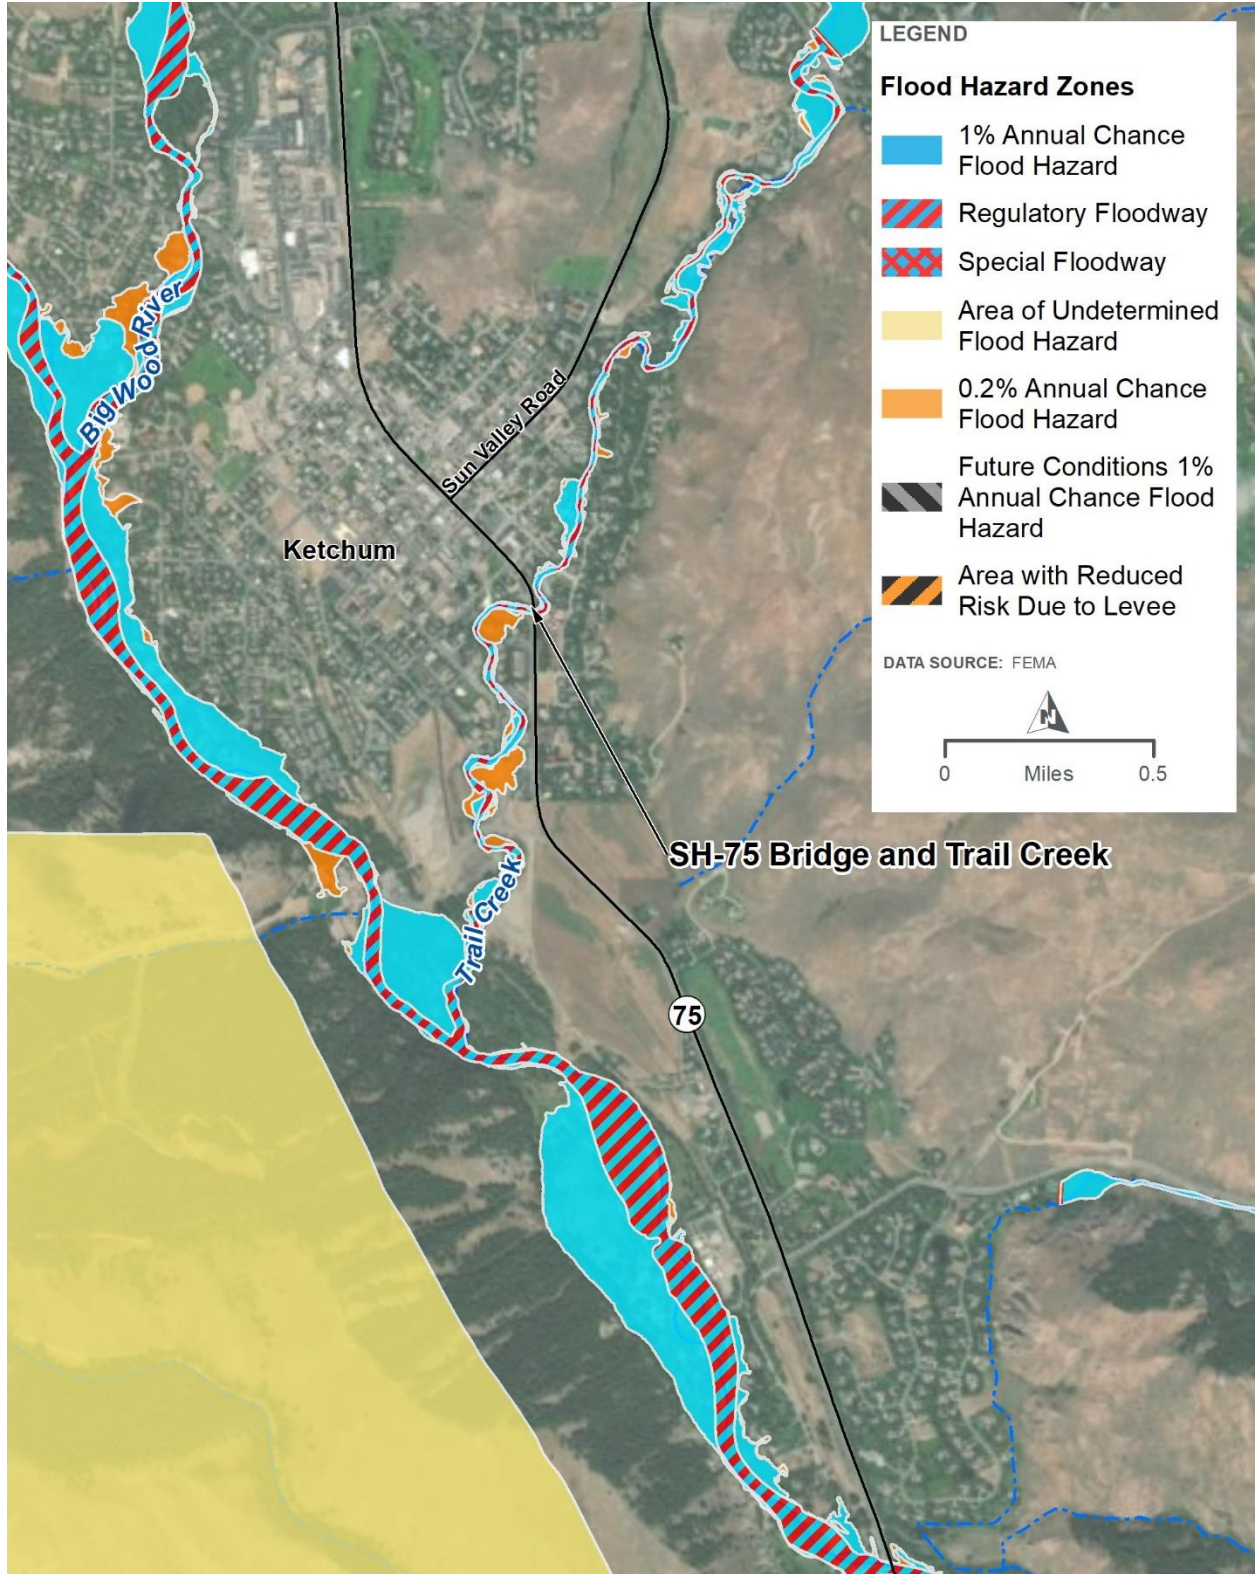 LEGEND
Flood Hazard Zones
1% Annual Chance
Flood Hazard
Regulatory Floodway
Special Floodway
Area of Undetermined
Flood Hazard
0.2% Annual Chance
Flood Hazard
Future Conditions 1%
Annual Chance Flood
Hazard
Area with Reduced
Risk Due to Levee
DATA SOURCE: FEMA
N
0 Miles 0.5
Big Wood River
Sun Valley Road
Ketchum
SH-75 Bridge and Trail Creek
Trail Creek
75